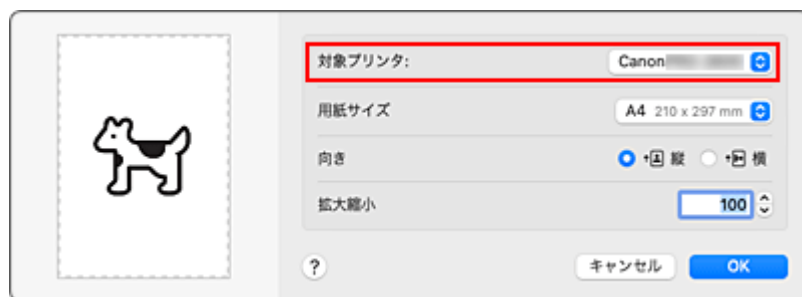 対象プリンタ: Canon
用紙サイズ A4 210 x 297 mm
向き 縦 横
拡大縮小 100
? キャンセル OK